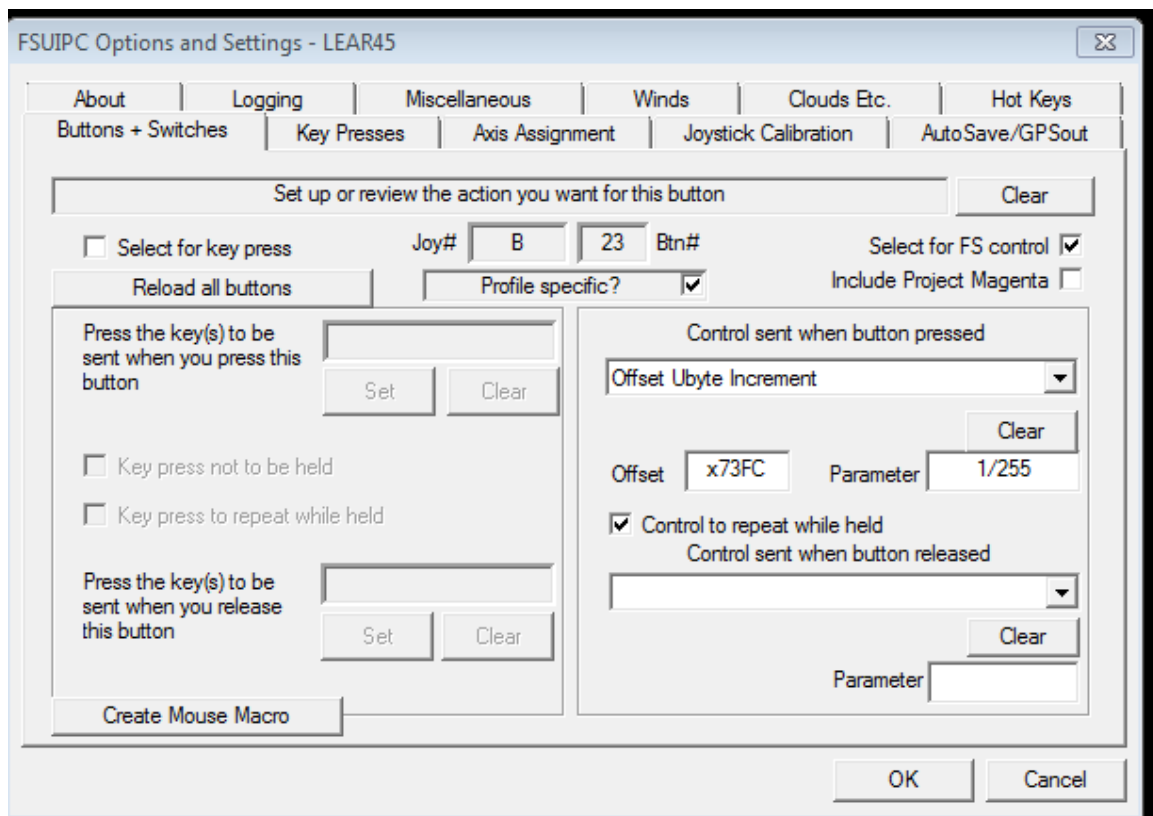 FSUIPC Options and Settings - LEAR45
About Logging Miscellaneous Winds Clouds Etc. Hot Keys
Buttons + Switches Key Presses Axis Assignment Joystick Calibration AutoSave/GPSout
Set up or review the action you want for this button Clear
Select for key press Joy# B 23 Btn# Select for FS control
Reload all buttons Profile specific? Include Project Magenta
Press the key(s) to be
sent when you press this
button
Set Clear
Key press not to be held
Key press to repeat while held
Press the key(s) to be
sent when you release
this button
Set Clear
Create Mouse Macro
Control sent when button pressed
Offset Ubyte Increment
Clear
Offset x73FC Parameter 1/255
Control to repeat while held
Control sent when button released
Clear
Parameter
OK Cancel